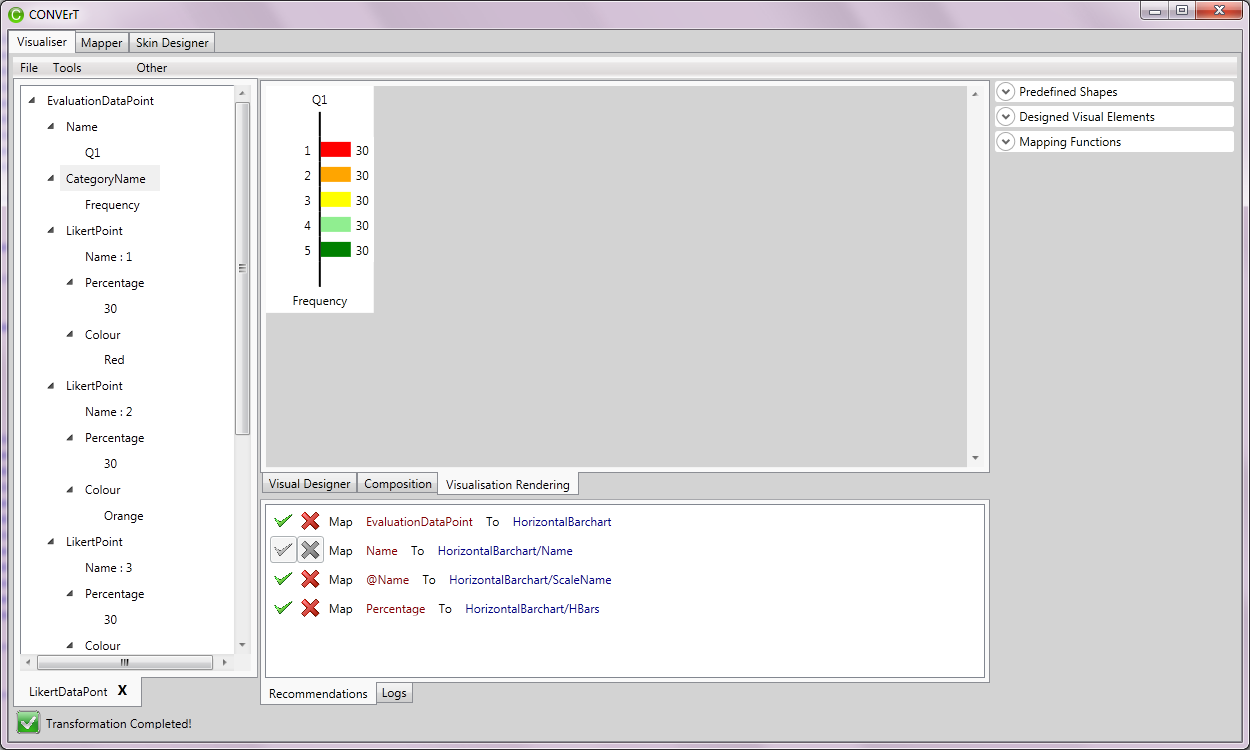 CONVErT
Visualiser Mapper Skin Designer
File Tools Other
EvaluationDataPoint
Name
Q1
CategoryName
Frequency
LikertPoint
Name : 1
Percentage
30
Colour
Red
LikertPoint
Name : 2
Percentage
30
Colour
Orange
LikertPoint
Name : 3
Percentage
30
Colour
LikertDataPont X
Q1
1 30
2 30
3 30
4 30
5 30
Frequency
Visual Designer Composition Visualisation Rendering
Map EvaluationDataPoint To HorizontalBarchart
Map Name To HorizontalBarchart/Name
Map @Name To HorizontalBarchart/ScaleName
Map Percentage To HorizontalBarchart/HBars
Recommendations Logs
Predefined Shapes
Designed Visual Elements
Mapping Functions
Transformation Completed!